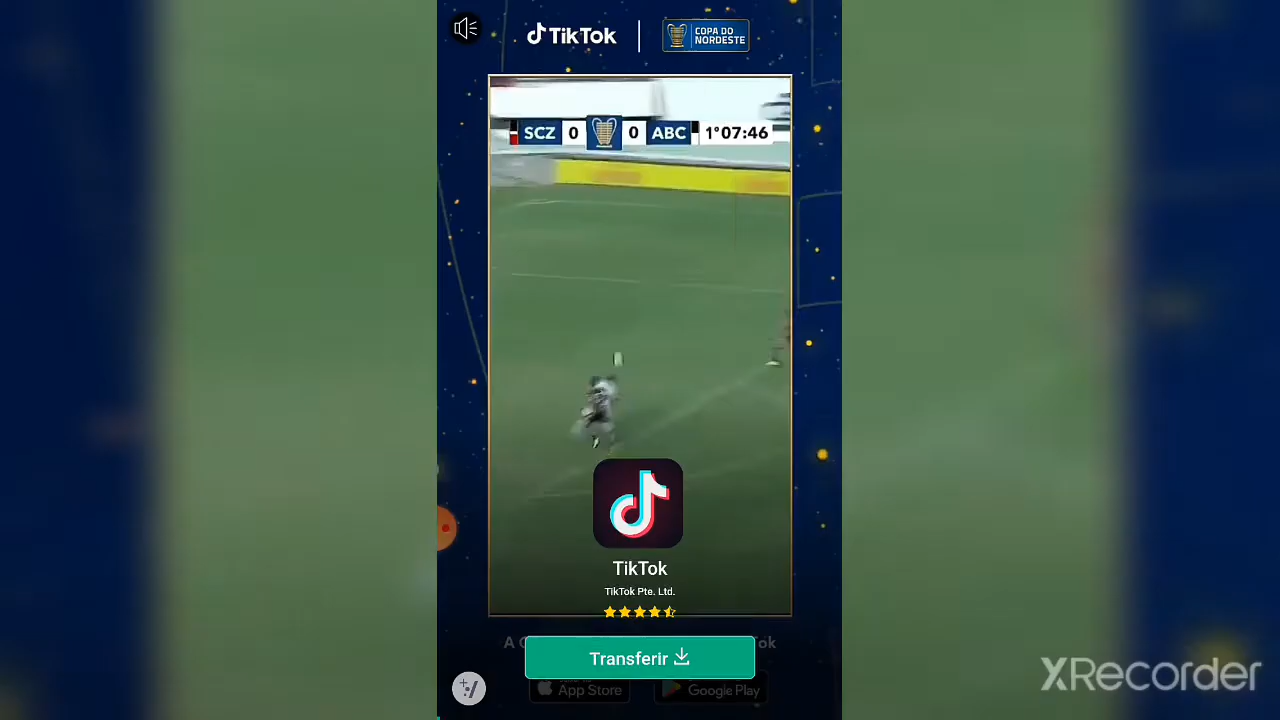 TikTok
COPA DO
NORDESTE
SCZ 0 0 ABC 1°07:46
TikTok
TikTok Pte. Ltd.
A
Transferir
App Store
Google Play
XRecorder